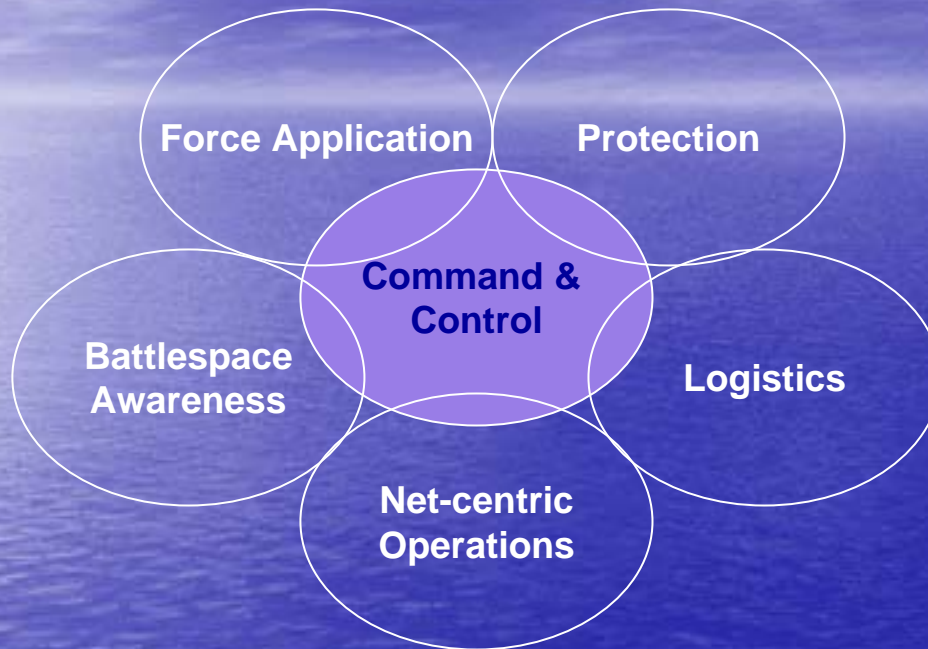 Force Application
Protection
Command &
Control
Battlespace
Awareness
Logistics
Net-centric
Operations